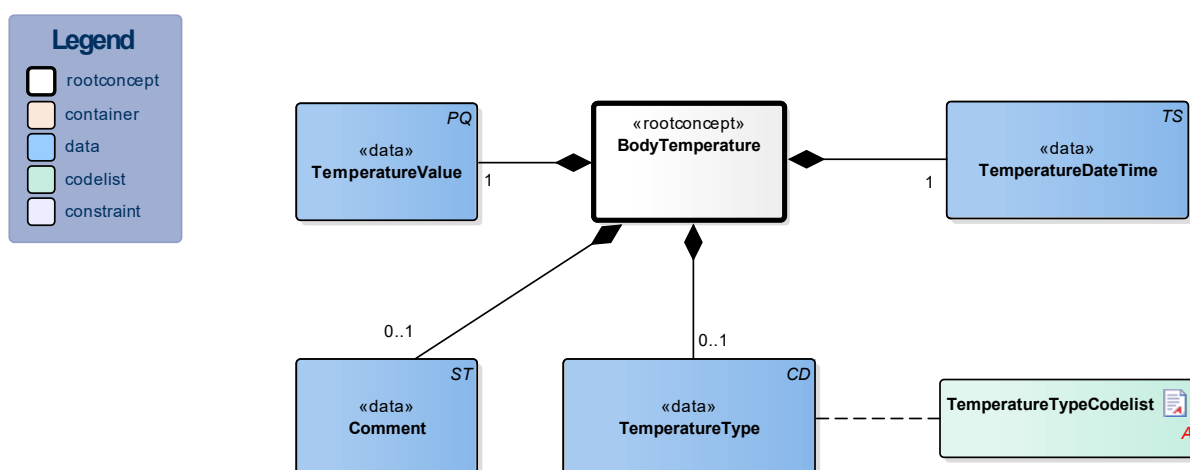 Legend
rootconcept
container
data
codelist
constraint
PQ
«data»
TemperatureValue
1
«rootconcept»
BodyTemperature
TS
«data»
TemperatureDateTime
1
0..1
0..1
ST
«data»
Comment
CD
«data»
TemperatureType
TemperatureTypeCodelist
A